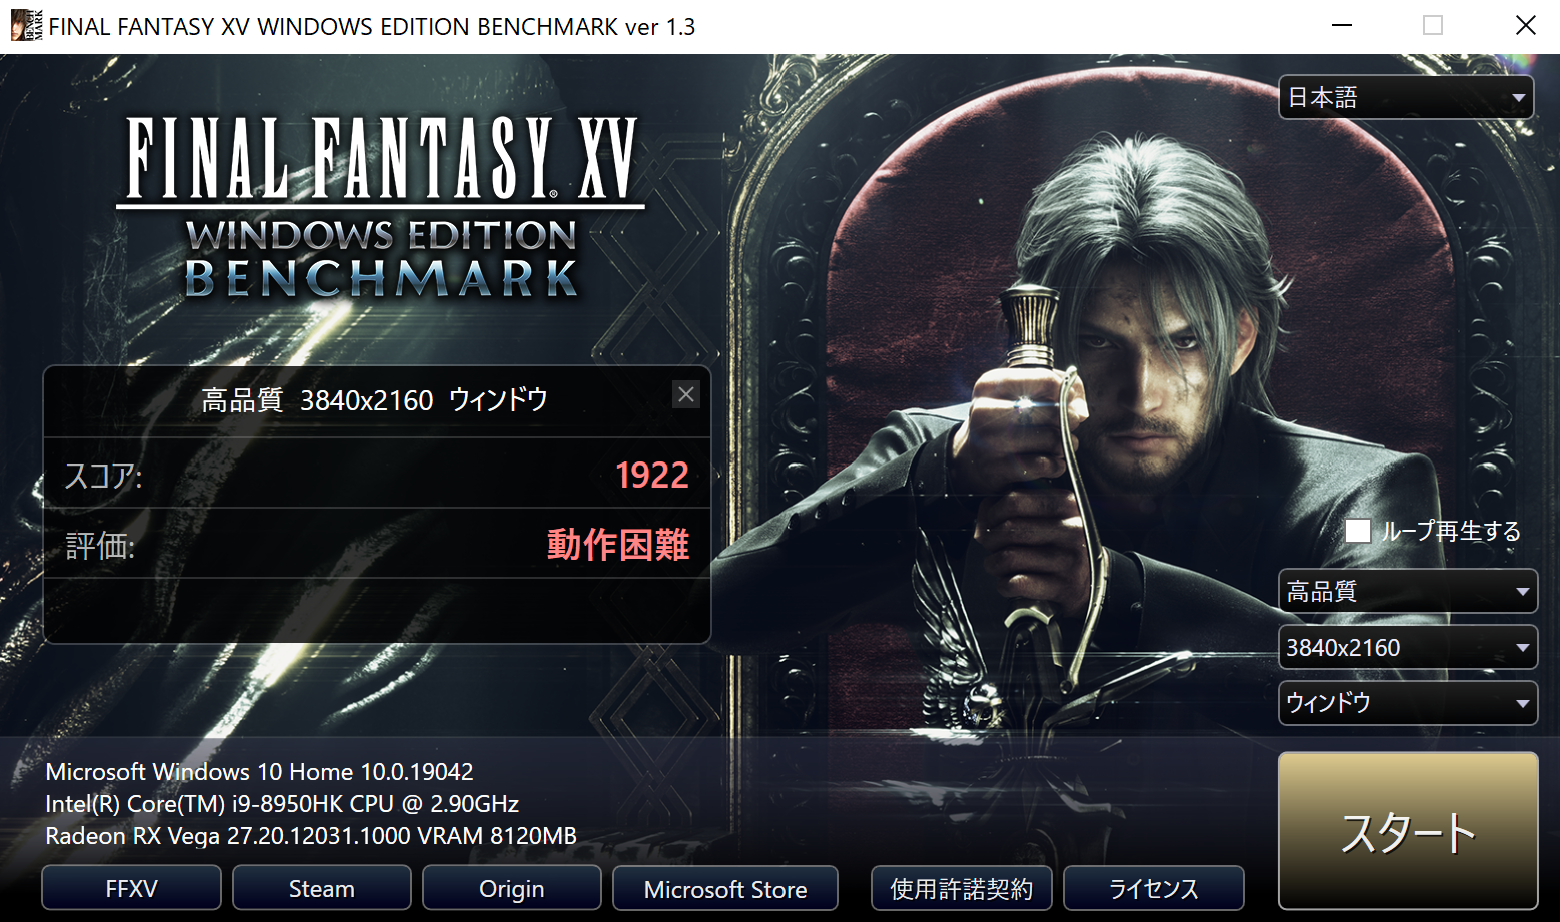 FINAL FANTASY XV WINDOWS EDITION BENCHMARK ver 1.3
日本語
FINAL FANTASY® XV
WINDOWS EDITION
BENCHMARK
高品質 3840x2160 ウィンドウ
スコア: 1922
評価: 動作困難
ループ再生する
高品質
3840x2160
ウィンドウ
Microsoft Windows 10 Home 10.0.19042
Intel(R) Core(TM) i9-8950HK CPU @ 2.90GHz
Radeon RX Vega 27.20.12031.1000 VRAM 8120MB
スタート
FFXV Steam Origin Microsoft Store 使用許諾契約 ライセンス